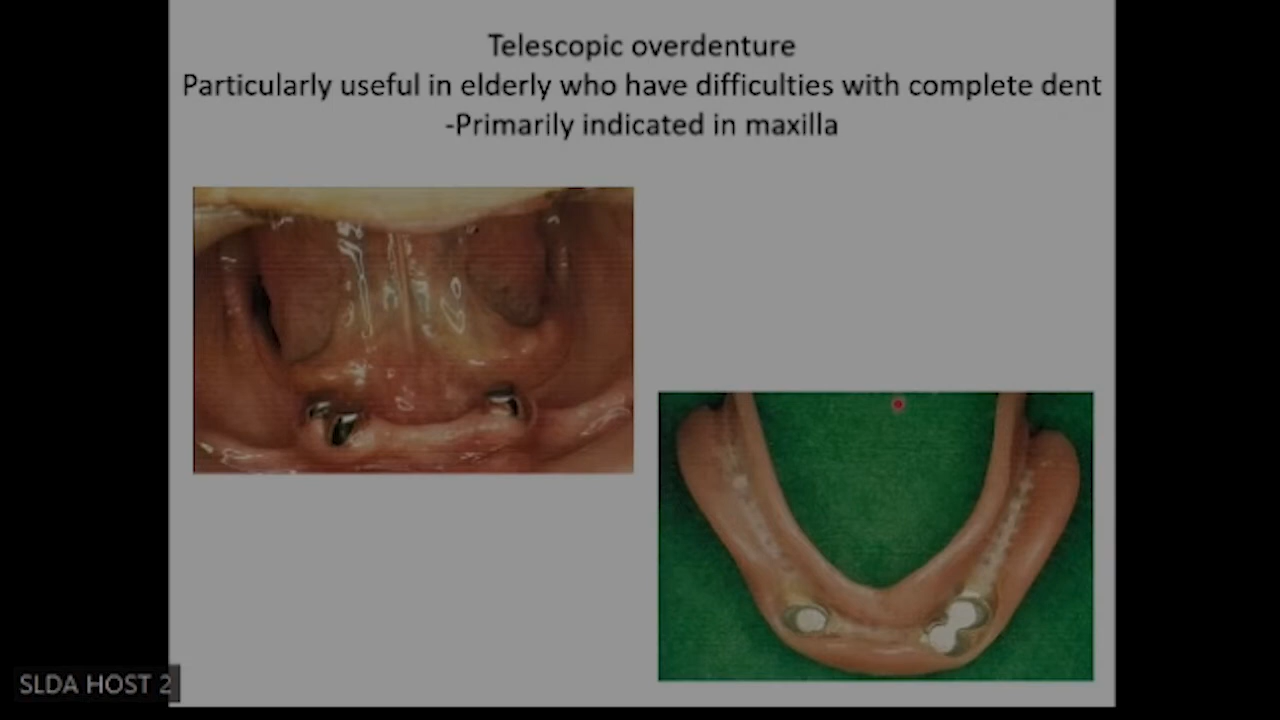 Telescopic overdenture
Particularly useful in elderly who have difficulties with complete dent
-Primarily indicated in maxilla
SLDA HOST 2